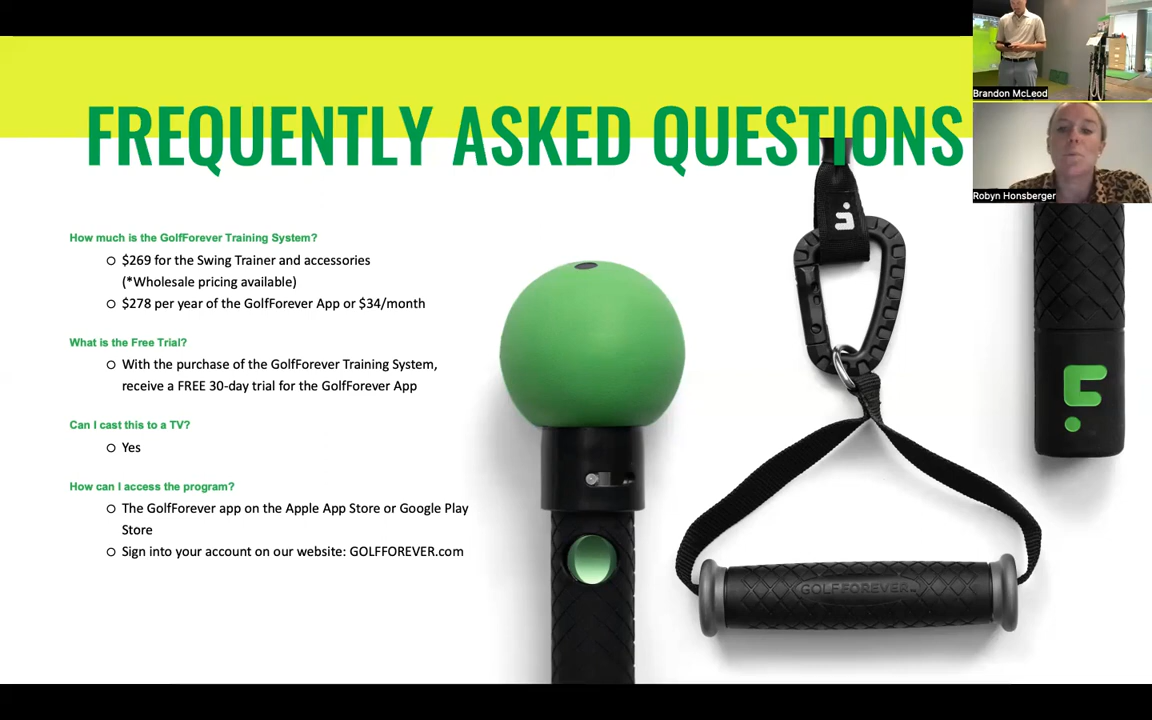 FREQUENTLY ASKED QUESTIONS
Brandon McLeod
Robyn Honsberger
How much is the GolfForever Training System?
$269 for the Swing Trainer and accessories
(*Wholesale pricing available)
$278 per year of the GolfForever App or $34/month
What is the Free Trial?
With the purchase of the GolfForever Training System,
receive a FREE 30-day trial for the GolfForever App
Can I cast this to a TV?
Yes
How can I access the program?
The GolfForever app on the Apple App Store or Google Play
Store
Sign into your account on our website: GOLFFOREVER.com
GOLFFOREVER